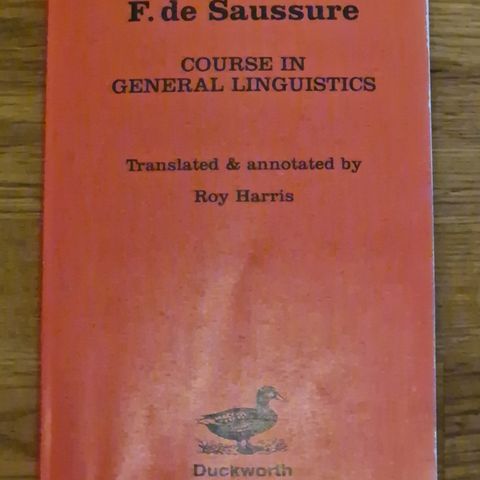 F. de Saussure
COURSE IN
GENERAL LINGUISTICS
Translated & annotated by
Roy Harris
Duckworth